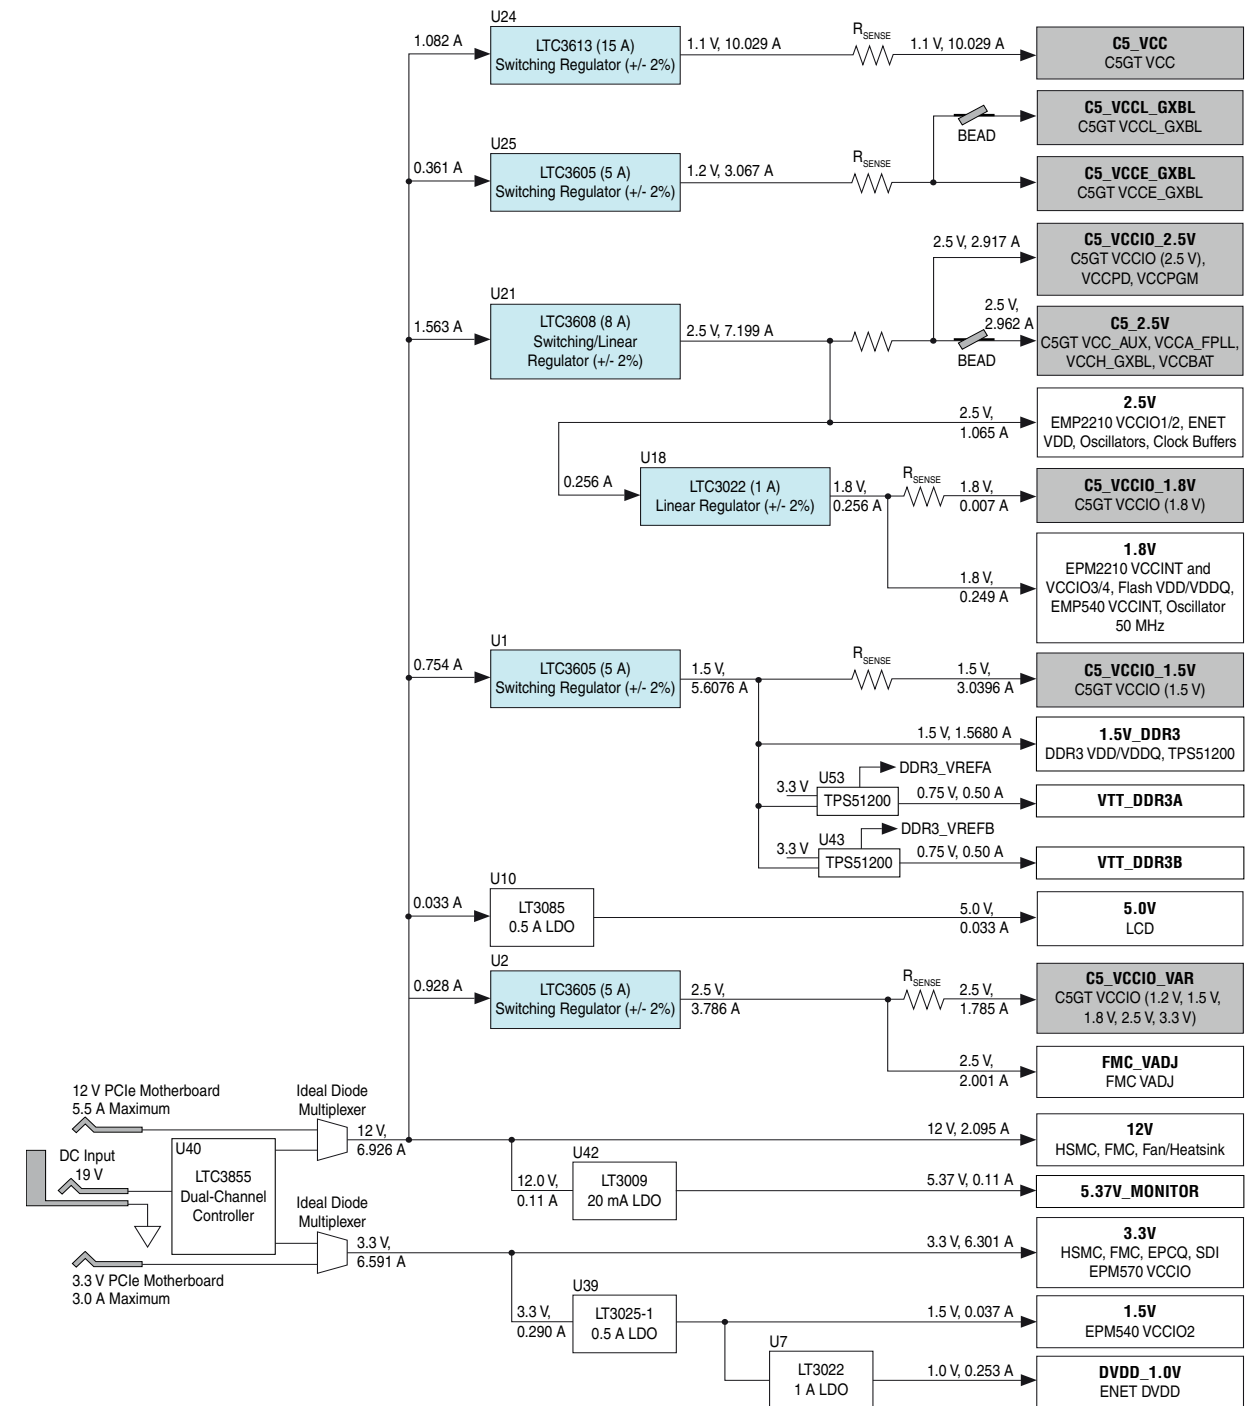 U24
1.082 A
LTC3613 (15 A)
Switching Regulator (+/- 2%)
1.1 V, 10.029 A
RSENSE
1.1 V, 10.029 A
C5_VCC
C5GT VCC
C5_VCCL_GXBL
C5GT VCCL_GXBL
BEAD
U25
0.361 A
LTC3605 (5 A)
Switching Regulator (+/- 2%)
1.2 V, 3.067 A
RSENSE
C5_VCCE_GXBL
C5GT VCCE_GXBL
2.5 V, 2.917 A
C5_VCCIO_2.5V
C5GT VCCIO (2.5 V),
VCCPD, VCCPGM
U21
1.563 A
LTC3608 (8 A)
Switching/Linear
Regulator (+/- 2%)
2.5 V, 7.199 A
2.5 V,
2.962 A
BEAD
C5_2.5V
C5GT VCC_AUX, VCCA_FPLL,
VCCH_GXBL, VCCBAT
2.5 V,
1.065 A
2.5V
EMP2210 VCCIO1/2, ENET
VDD, Oscillators, Clock Buffers
U18
0.256 A
LTC3022 (1 A)
Linear Regulator (+/- 2%)
1.8 V,
0.256 A
RSENSE
1.8 V,
0.007 A
C5_VCCIO_1.8V
C5GT VCCIO (1.8 V)
1.8 V,
0.249 A
1.8V
EPM2210 VCCINT and
VCCIO3/4, Flash VDD/VDDQ,
EMP540 VCCINT, Oscillator
50 MHz
U1
0.754 A
LTC3605 (5 A)
Switching Regulator (+/- 2%)
1.5 V,
5.6076 A
RSENSE
1.5 V,
3.0396 A
C5_VCCIO_1.5V
C5GT VCCIO (1.5 V)
1.5 V, 1.5680 A
1.5V_DDR3
DDR3 VDD/VDDQ, TPS51200
DDR3_VREFA
U53
3.3 V
TPS51200
0.75 V, 0.50 A
VTT_DDR3A
DDR3_VREFB
U43
3.3 V
TPS51200
0.75 V, 0.50 A
VTT_DDR3B
U10
0.033 A
LT3085
0.5 A LDO
5.0 V,
0.033 A
5.0V
LCD
U2
0.928 A
LTC3605 (5 A)
Switching Regulator (+/- 2%)
2.5 V,
3.786 A
RSENSE
2.5 V,
1.785 A
C5_VCCIO_VAR
C5GT VCCIO (1.2 V, 1.5 V,
1.8 V, 2.5 V, 3.3 V)
2.5 V,
2.001 A
FMC_VADJ
FMC VADJ
12 V PCIe Motherboard
5.5 A Maximum
Ideal Diode
Multiplexer
12 V,
6.926 A
12 V, 2.095 A
12V
HSMC, FMC, Fan/Heatsink
DC Input
19 V
U40
LTC3855
Dual-Channel
Controller
U42
12.0 V,
0.11 A
LT3009
20 mA LDO
5.37 V, 0.11 A
5.37V_MONITOR
Ideal Diode
Multiplexer
3.3 V,
6.591 A
3.3 V, 6.301 A
3.3V
HSMC, FMC, EPCQ, SDI
EPM570 VCCIO
3.3 V PCIe Motherboard
3.0 A Maximum
U39
3.3 V,
0.290 A
LT3025-1
0.5 A LDO
1.5 V, 0.037 A
1.5V
EPM540 VCCIO2
U7
LT3022
1 A LDO
1.0 V, 0.253 A
DVDD_1.0V
ENET DVDD